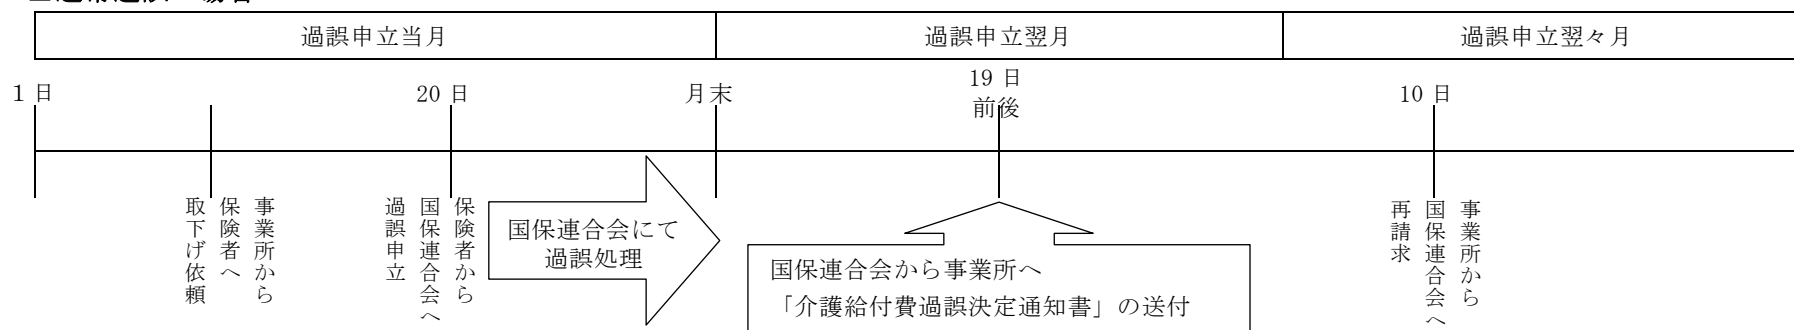 過誤申立当月
過誤申立翌月
過誤申立翌々月
1日
20日
月末
19日
前後
10日
事業所から
保険者へ
取下げ依頼
保険者から
国保連合会へ
過誤申立
国保連合会にて
過誤処理
国保連合会から事業所へ
「介護給付費過誤決定通知書」の送付
事業所から
国保連合会へ
再請求